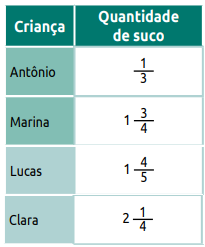 Criança Quantidade de suco
Antônio 1/3
Marina 1 3/4
Lucas 1 4/5
Clara 2 1/4